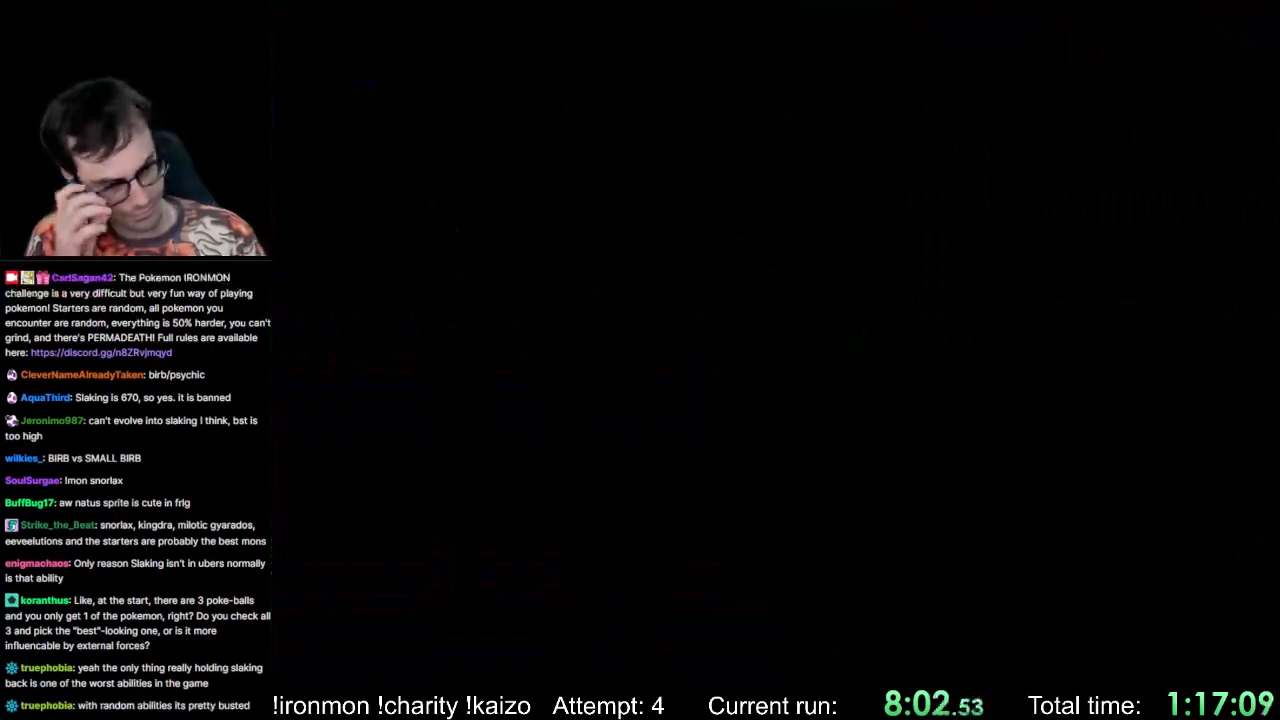 CarlSagan42: The Pokemon IRONMON
challenge is a very difficult but very fun way of playing
pokemon! Starters are random, all pokemon you
encounter are random, everything is 50% harder, you can't
grind, and there's PERMADEATH! Full rules are available
here: https://discord.gg/n8ZRvjmqyd
CleverNameAlreadyTaken: birb/psychic
AquaThird: Slaking is 670, so yes. it is banned
Jeronimo987: can't evolve into slaking I think, bst is
too high
wilkies_: BIRB vs SMALL BIRB
SoulSurgae: !mon snorlax
BuffBug17: aw natus sprite is cute in frlg
Strike_the_Beat: snorlax, kingdra, milotic gyarados,
eeveelutions and the starters are probably the best mons
enigmachaos: Only reason Slaking isn't in ubers normally
is that ability
koranthus: Like, at the start, there are 3 poke-balls
and you only get 1 of the pokemon, right? Do you check all
3 and pick the "best"-looking one, or is it more
influencable by external forces?
truephobia: yeah the only thing really holding slaking
back is one of the worst abilities in the game
truephobia: with random abilities its pretty busted
!ironmon !charity !kaizo Attempt: 4 Current run: 8:02.53 Total time: 1:17:09